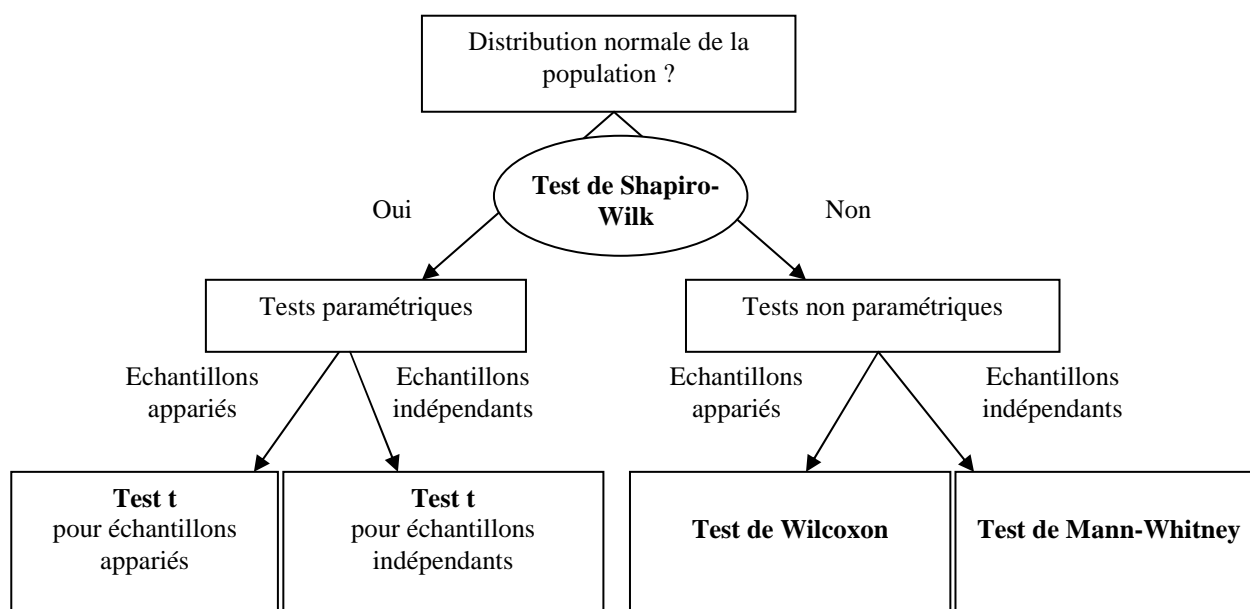 Distribution normale de la
population ?
Test de Shapiro-
Wilk
Oui
Non
Tests paramétriques
Tests non paramétriques
Echantillons
appariés
Echantillons
indépendants
Echantillons
appariés
Echantillons
indépendants
Test t
pour échantillons
appariés
Test t
pour échantillons
indépendants
Test de Wilcoxon
Test de Mann-Whitney